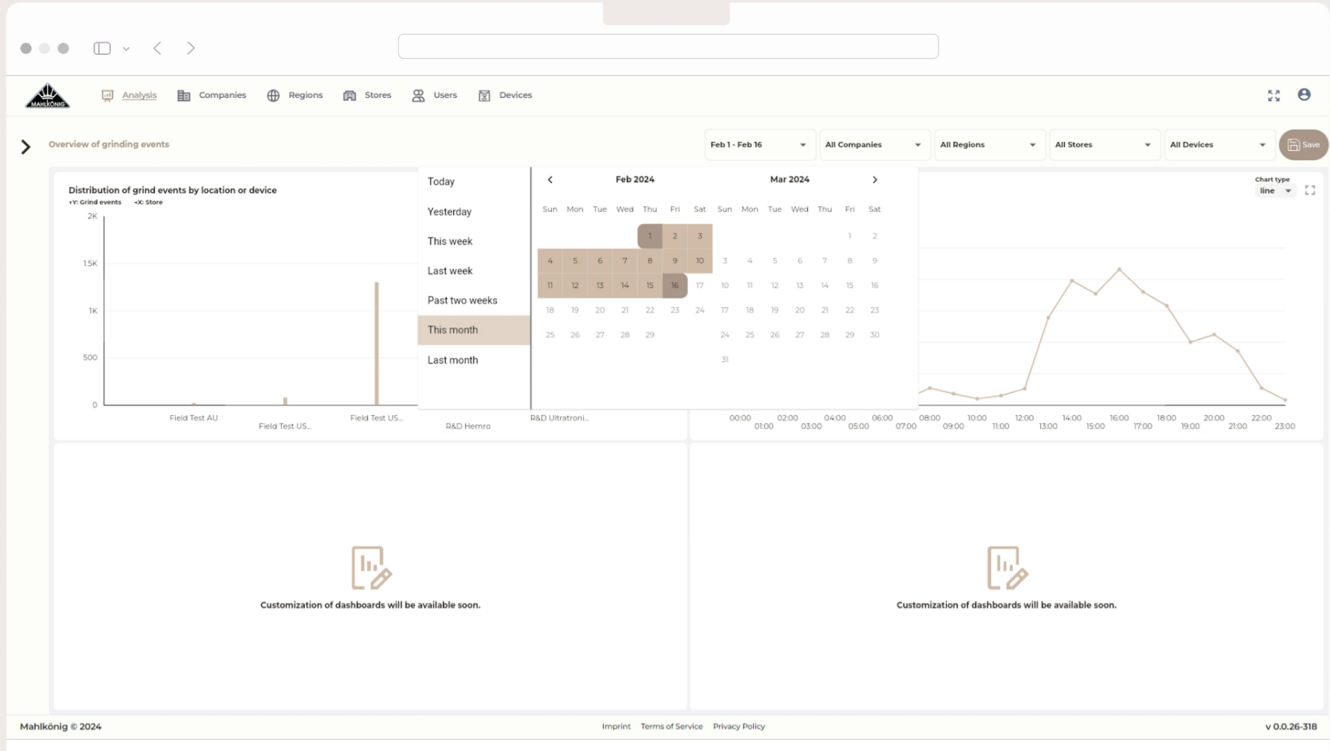 MAHLKÖNIG
Analysis Companies Regions Stores Users Devices
Overview of grinding events
Feb 1 - Feb 16 All Companies All Regions All Stores All Devices Save
Distribution of grind events by location or device
+Y: Grind events +X: Store
2K
1.5K
1K
500
0
Field Test AU
Field Test US...
Field Test US...
R&D Hemro
R&D Ultratroni...
Today
Yesterday
This week
Last week
Past two weeks
This month
Last month
Feb 2024
Sun Mon Tue Wed Thu Fri Sat
1 2 3
4 5 6 7 8 9 10
11 12 13 14 15 16 17
18 19 20 21 22 23 24
25 26 27 28 29
Mar 2024
Sun Mon Tue Wed Thu Fri Sat
1 2
3 4 5 6 7 8 9
10 11 12 13 14 15 16
17 18 19 20 21 22 23
24 25 26 27 28 29 30
31
Chart type
line
00:00 02:00 04:00 06:00 08:00 10:00 12:00 14:00 16:00 18:00 20:00 22:00
01:00 03:00 05:00 07:00 09:00 11:00 13:00 15:00 17:00 19:00 21:00 23:00
Customization of dashboards will be available soon.
Customization of dashboards will be available soon.
Mahlkönig © 2024
Imprint Terms of Service Privacy Policy
v 0.0.26-318